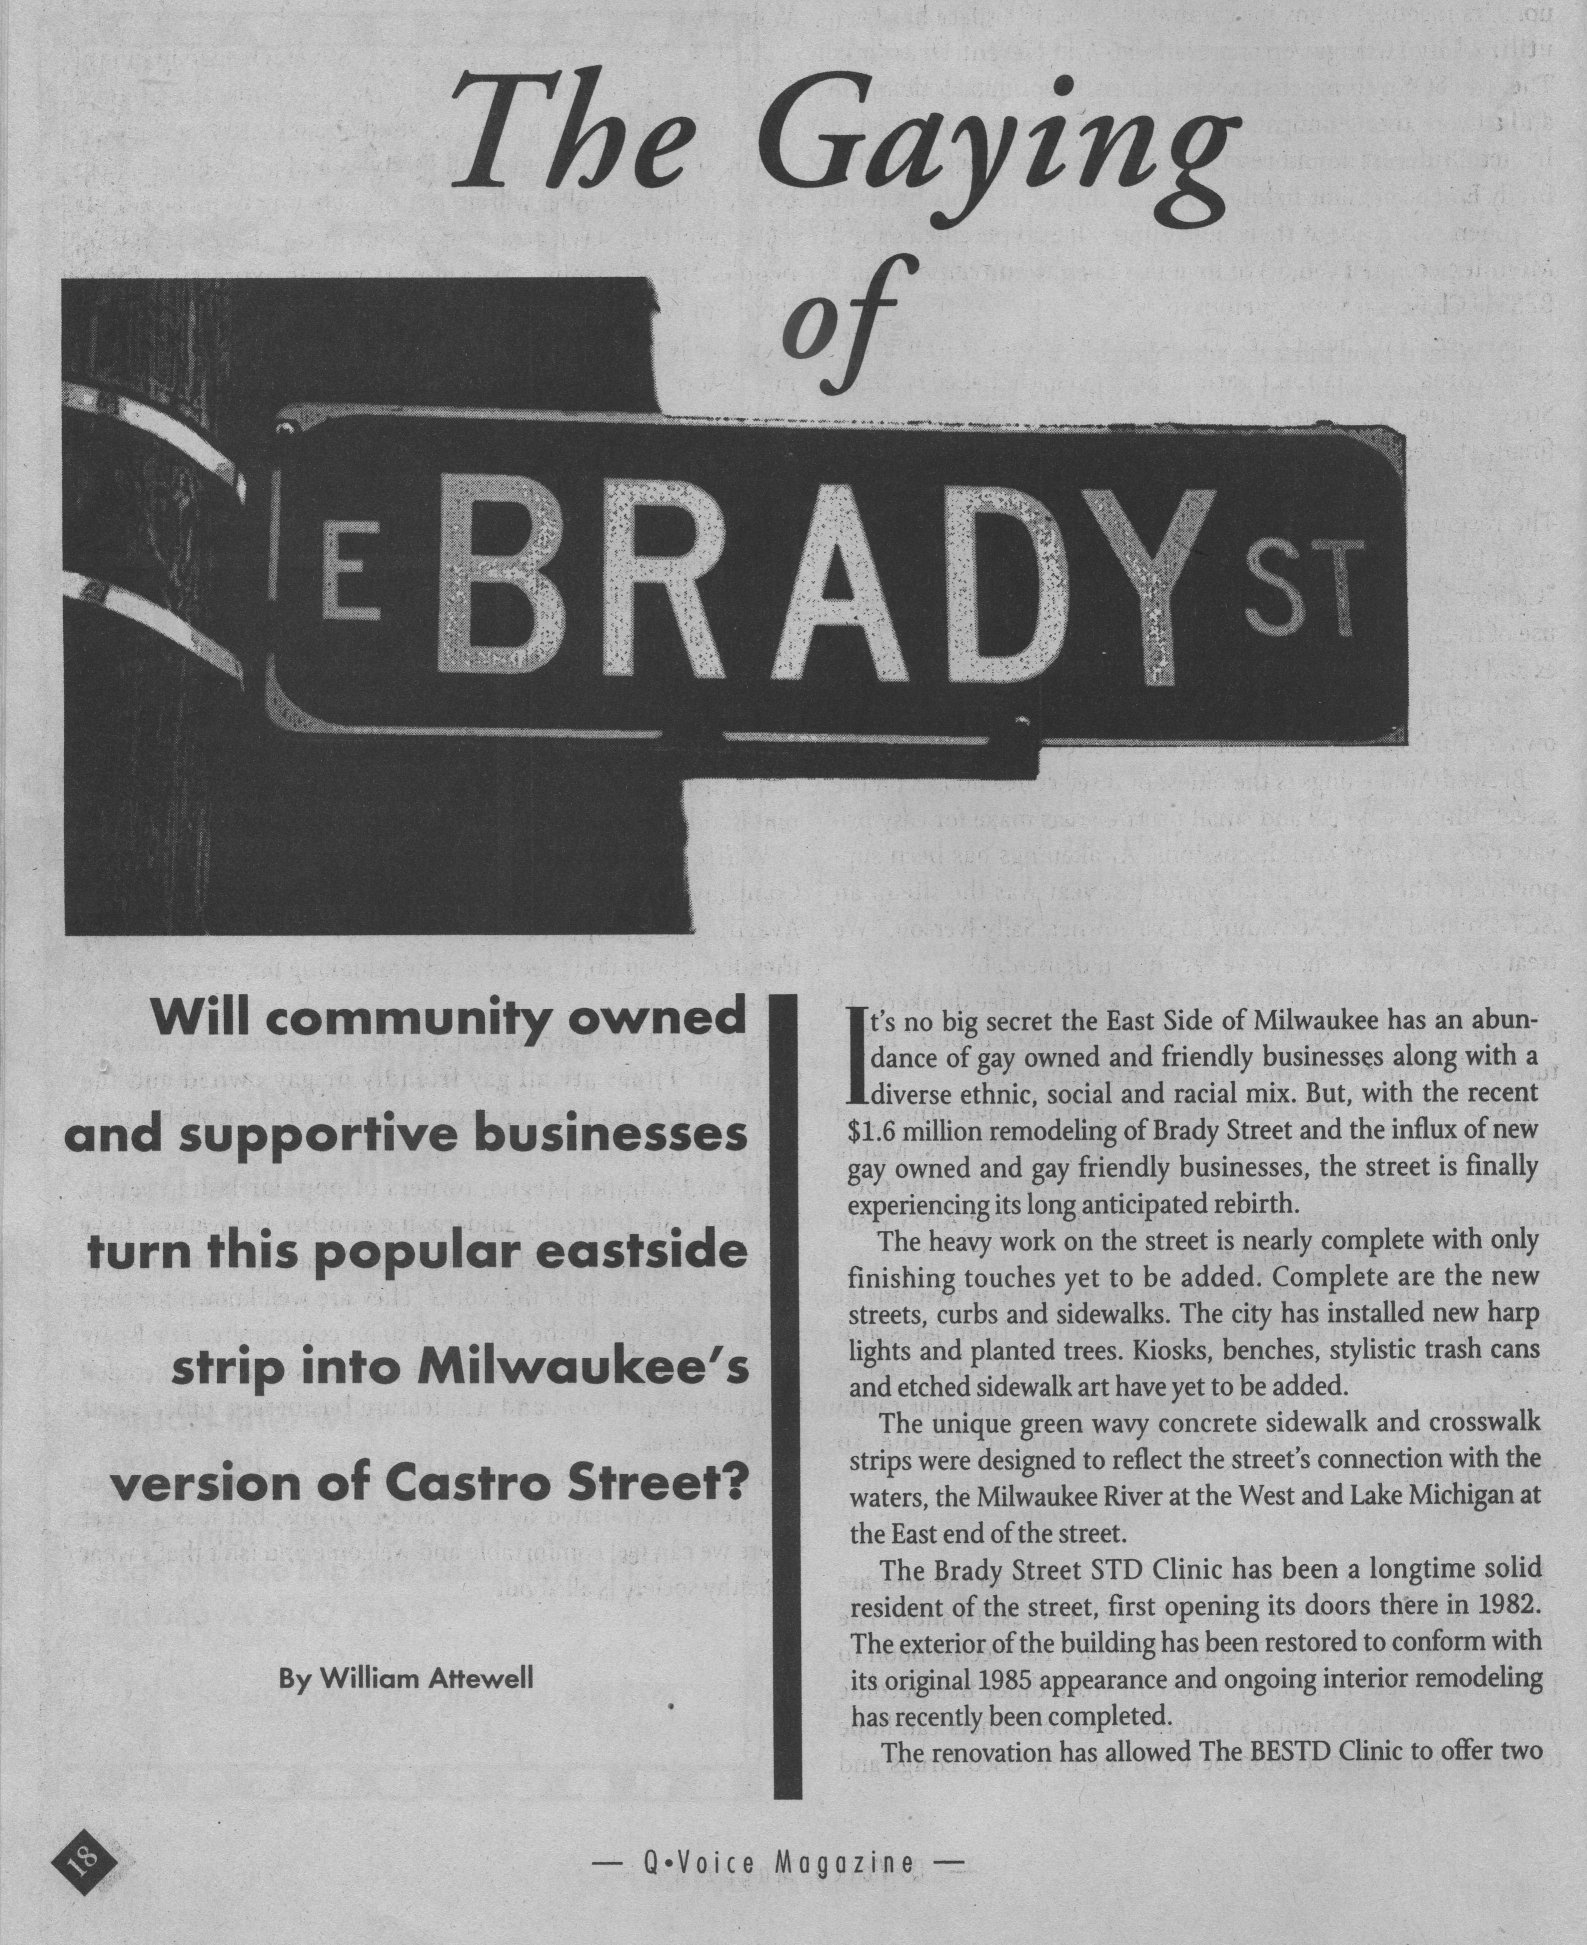 The Gaying
of
E BRADY ST
Will community owned
and supportive businesses
turn this popular eastside
strip into Milwaukee's
version of Castro Street?
By William Attewell
It's no big secret the East Side of Milwaukee has an abun-
dance of gay owned and friendly businesses along with a
diverse ethnic, social and racial mix. But, with the recent
$1.6 million remodeling of Brady Street and the influx of new
gay owned and gay friendly businesses, the street is finally
experiencing its long anticipated rebirth.
The heavy work on the street is nearly complete with only
finishing touches yet to be added. Complete are the new
streets, curbs and sidewalks. The city has installed new harp
lights and planted trees. Kiosks, benches, stylistic trash cans
and etched sidewalk art have yet to be added.
The unique green wavy concrete sidewalk and crosswalk
strips were designed to reflect the street's connection with the
waters, the Milwaukee River at the West and Lake Michigan at
the East end of the street.
The Brady Street STD Clinic has been a longtime solid
resident of the street, first opening its doors there in 1982.
The exterior of the building has been restored to conform with
its original 1985 appearance and ongoing interior remodeling
has recently been completed.
The renovation has allowed The BESTD Clinic to offer two
18
— Q•Voice Magazine —